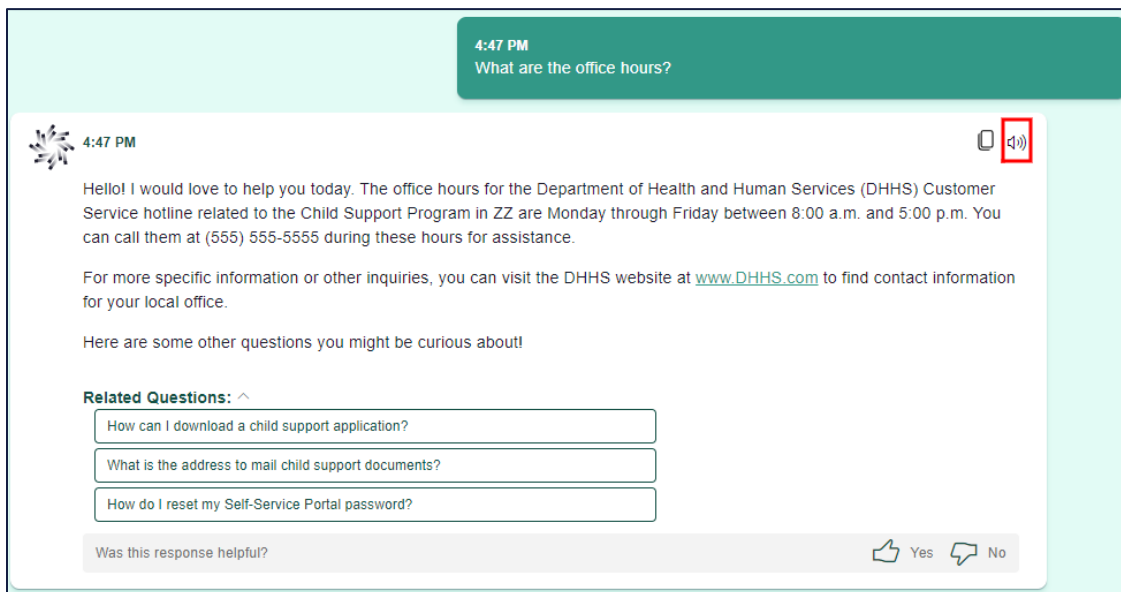 4:47 PM
What are the office hours?
4:47 PM
Hello! I would love to help you today. The office hours for the Department of Health and Human Services (DHHS) Customer
Service hotline related to the Child Support Program in ZZ are Monday through Friday between 8:00 a.m. and 5:00 p.m. You
can call them at (555) 555-5555 during these hours for assistance.
For more specific information or other inquiries, you can visit the DHHS website at www.DHHS.com to find contact information
for your local office.
Here are some other questions you might be curious about!
Related Questions:
How can I download a child support application?
What is the address to mail child support documents?
How do I reset my Self-Service Portal password?
Was this response helpful? Yes No